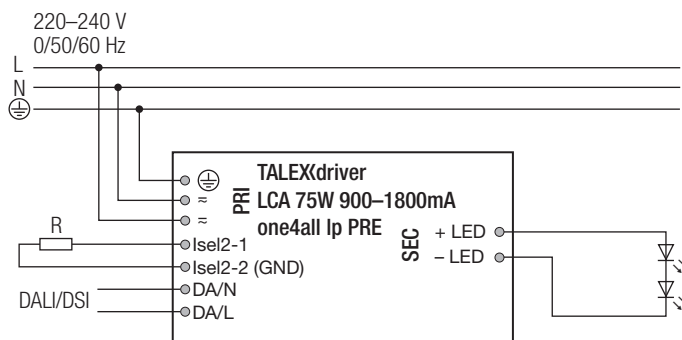 220–240 V
0/50/60 Hz
L
N
TALEXXdriver
LCA 75W 900–1800mA
one4all lp PRE
PRI
≂
≂
R
Isel2-1
Isel2-2 (GND)
DALI/DSI
DA/N
DA/L
SEC
+ LED
– LED